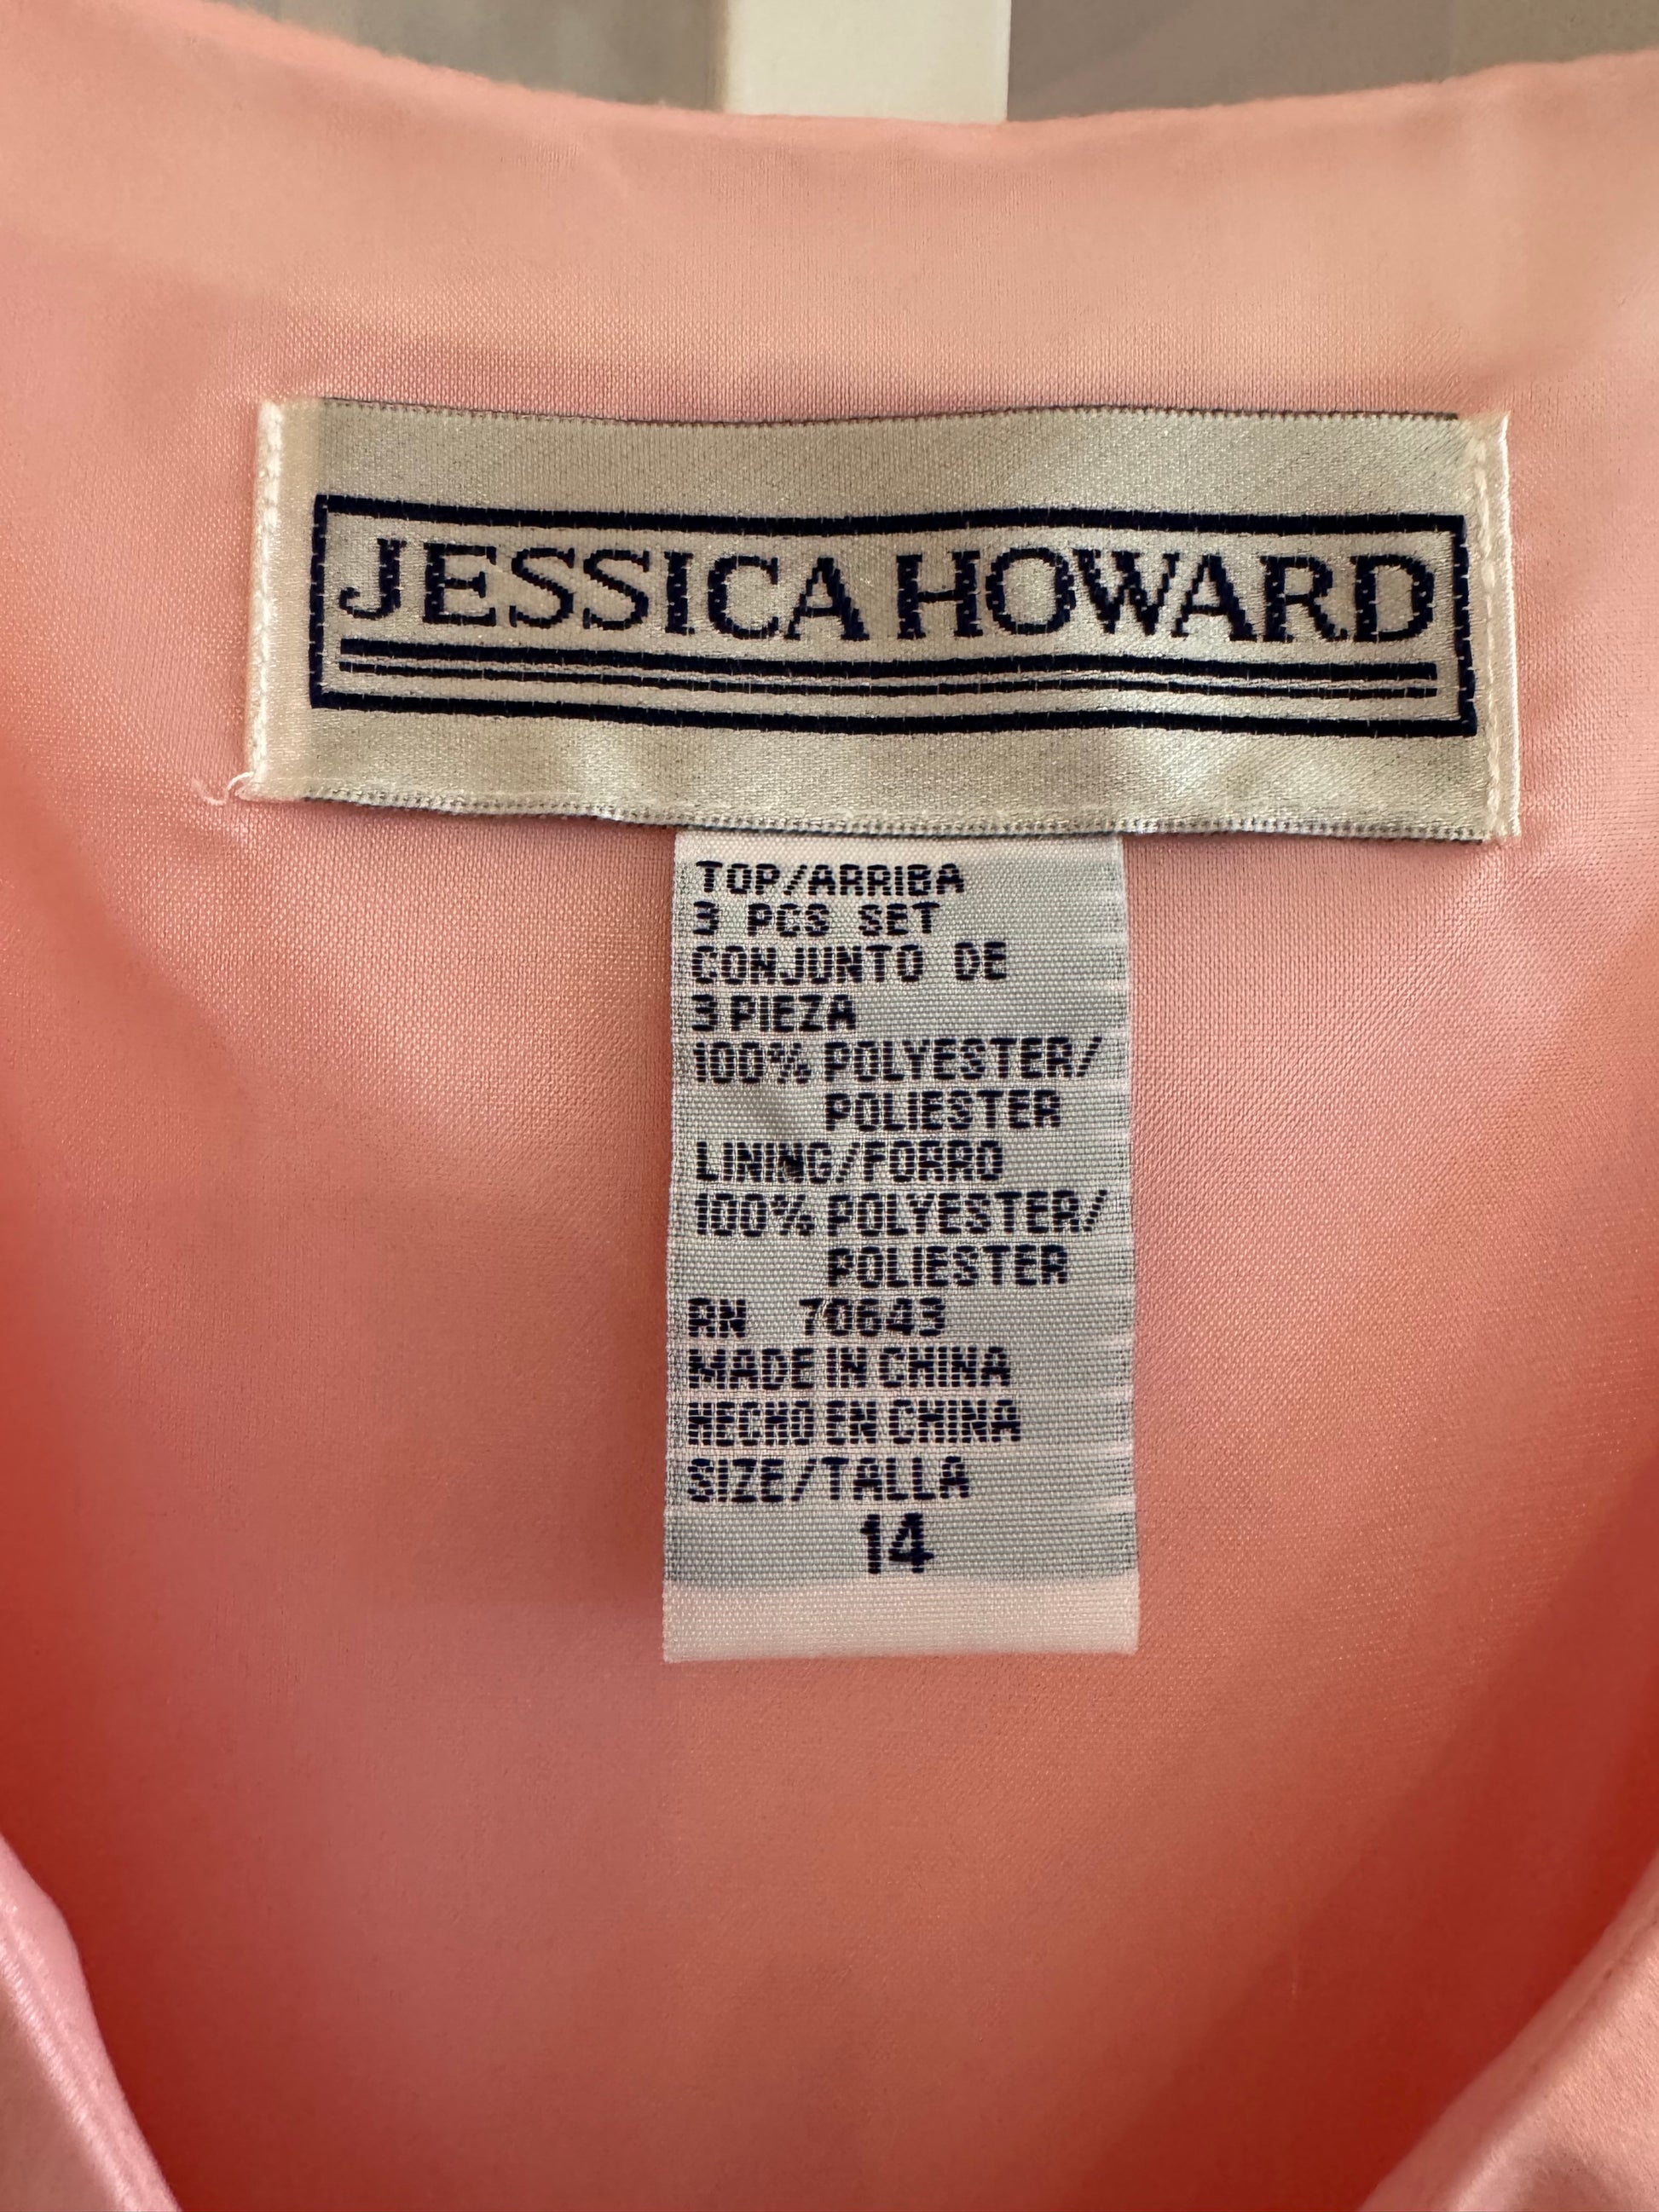 JESSICA HOWARD
TOP/ARRIBA
3 PCS SET
CONJUNTO DE
3 PIEZA
100% POLYESTER/
POLIESTER
LINING/FORRO
100% POLYESTER/
POLIESTER
RN 70643
MADE IN CHINA
HECHO EN CHINA
SIZE/TALLA
14